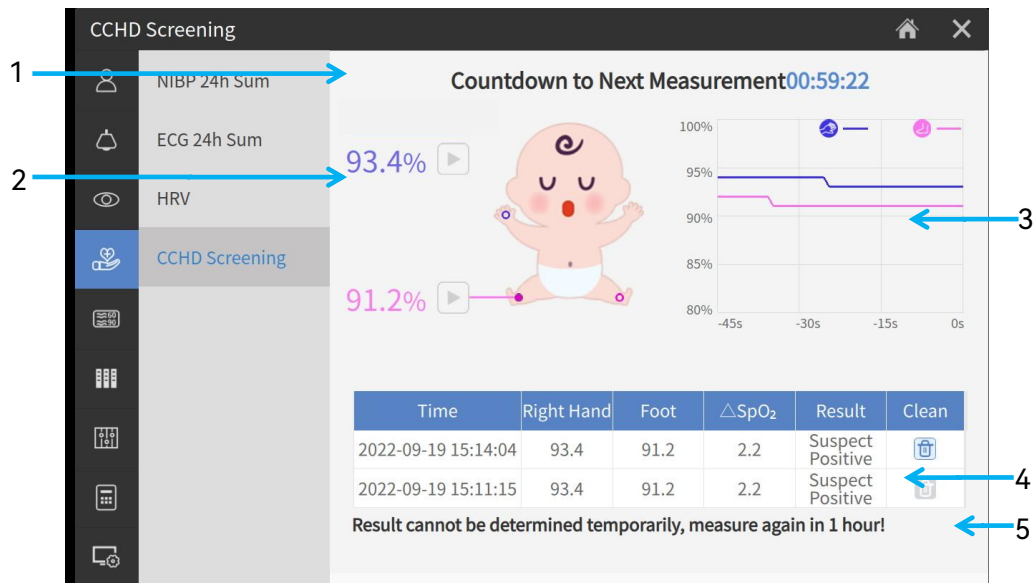 CCHD Screening
1
NIBP 24h Sum
Countdown to Next Measurement00:59:22
ECG 24h Sum
2
HRV
CCHD Screening
93.4%
91.2%
100%
95%
90%
85%
80%
-45s -30s -15s 0s
3
Time Right Hand Foot △SpO₂ Result Clean
2022-09-19 15:14:04 93.4 91.2 2.2 Suspect Positive
2022-09-19 15:11:15 93.4 91.2 2.2 Suspect Positive
4
Result cannot be determined temporarily, measure again in 1 hour!
5